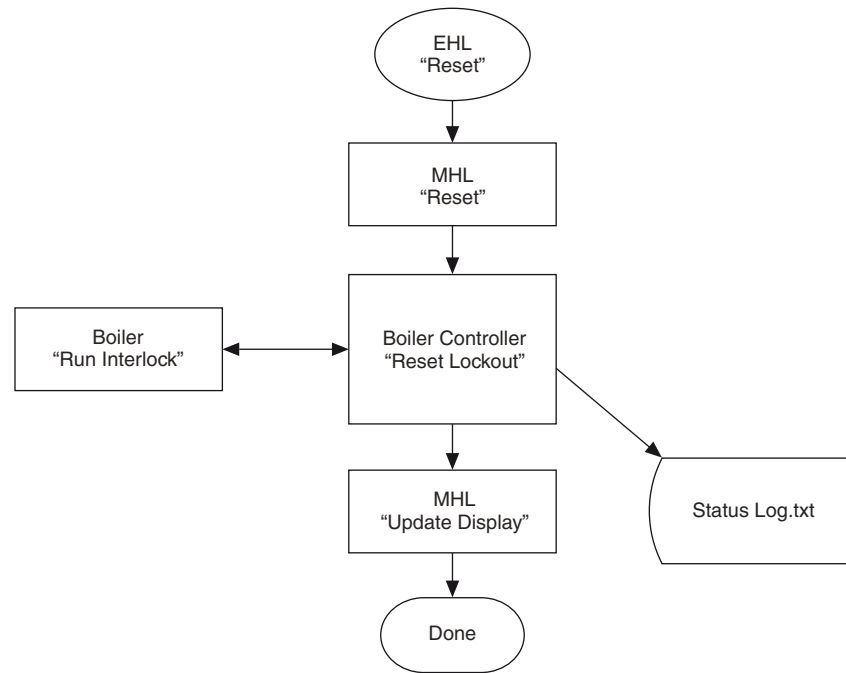 EHL
“Reset”
MHL
“Reset”
Boiler
“Run Interlock”
Boiler Controller
“Reset Lockout”
MHL
“Update Display”
Status Log.txt
Done